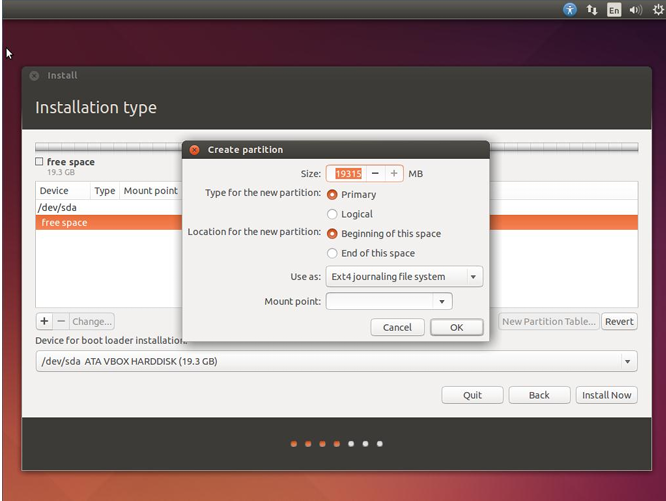 En
Install
Installation type
free space
19.3 GB
Device Type Mount point
/dev/sda
free space
Create partition
Size: 19315 − + MB
Type for the new partition: Primary
Logical
Location for the new partition: Beginning of this space
End of this space
Use as: Ext4 journaling file system
Mount point:
Cancel OK
+ − Change... New Partition Table... Revert
Device for boot loader installation:
/dev/sda ATA VBOX HARDDISK (19.3 GB)
Quit Back Install Now